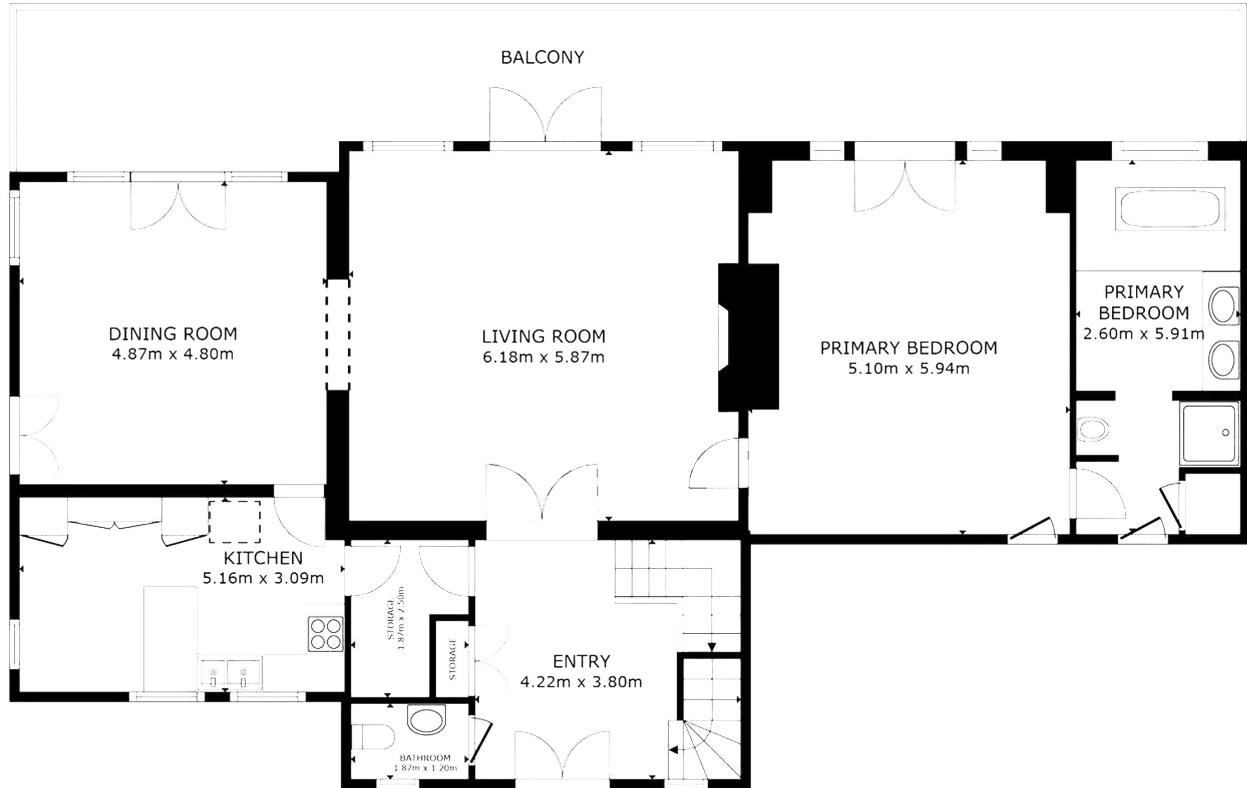 BALCONY
DINING ROOM
4.87m x 4.80m
LIVING ROOM
6.18m x 5.87m
PRIMARY BEDROOM
5.10m x 5.94m
PRIMARY
BEDROOM
2.60m x 5.91m
KITCHEN
5.16m x 3.09m
STORAGE
1.87m x 2.50m
STORAGE
ENTRY
4.22m x 3.80m
BATHROOM
1.87m x 1.20m